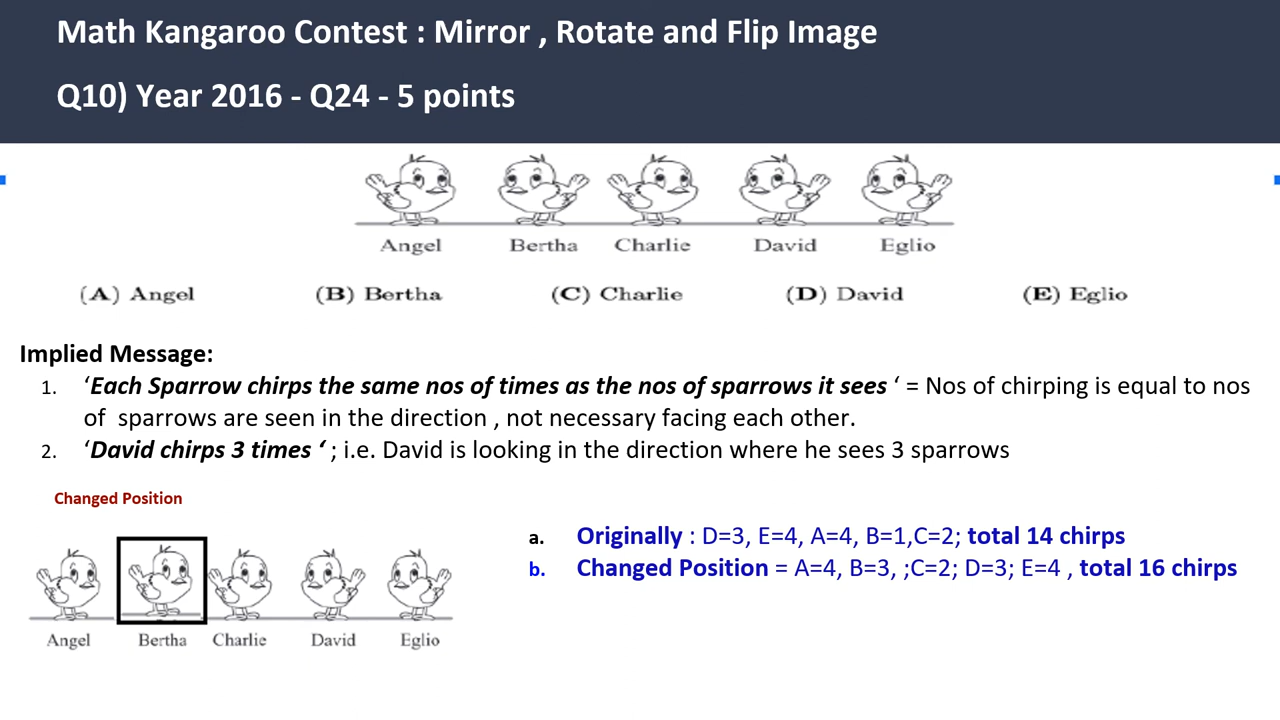 Math Kangaroo Contest : Mirror , Rotate and Flip Image
Q10) Year 2016 - Q24 - 5 points
Angel Bertha Charlie David Eglio
(A) Angel (B) Bertha (C) Charlie (D) David (E) Eglio
Implied Message:
1. ‘Each Sparrow chirps the same nos of times as the nos of sparrows it sees ‘ = Nos of chirping is equal to nos
of sparrows are seen in the direction , not necessary facing each other.
2. ‘David chirps 3 times ‘ ; i.e. David is looking in the direction where he sees 3 sparrows
Changed Position
a. Originally : D=3, E=4, A=4, B=1,C=2; total 14 chirps
b. Changed Position = A=4, B=3, ;C=2; D=3; E=4 , total 16 chirps
Angel Bertha Charlie David Eglio